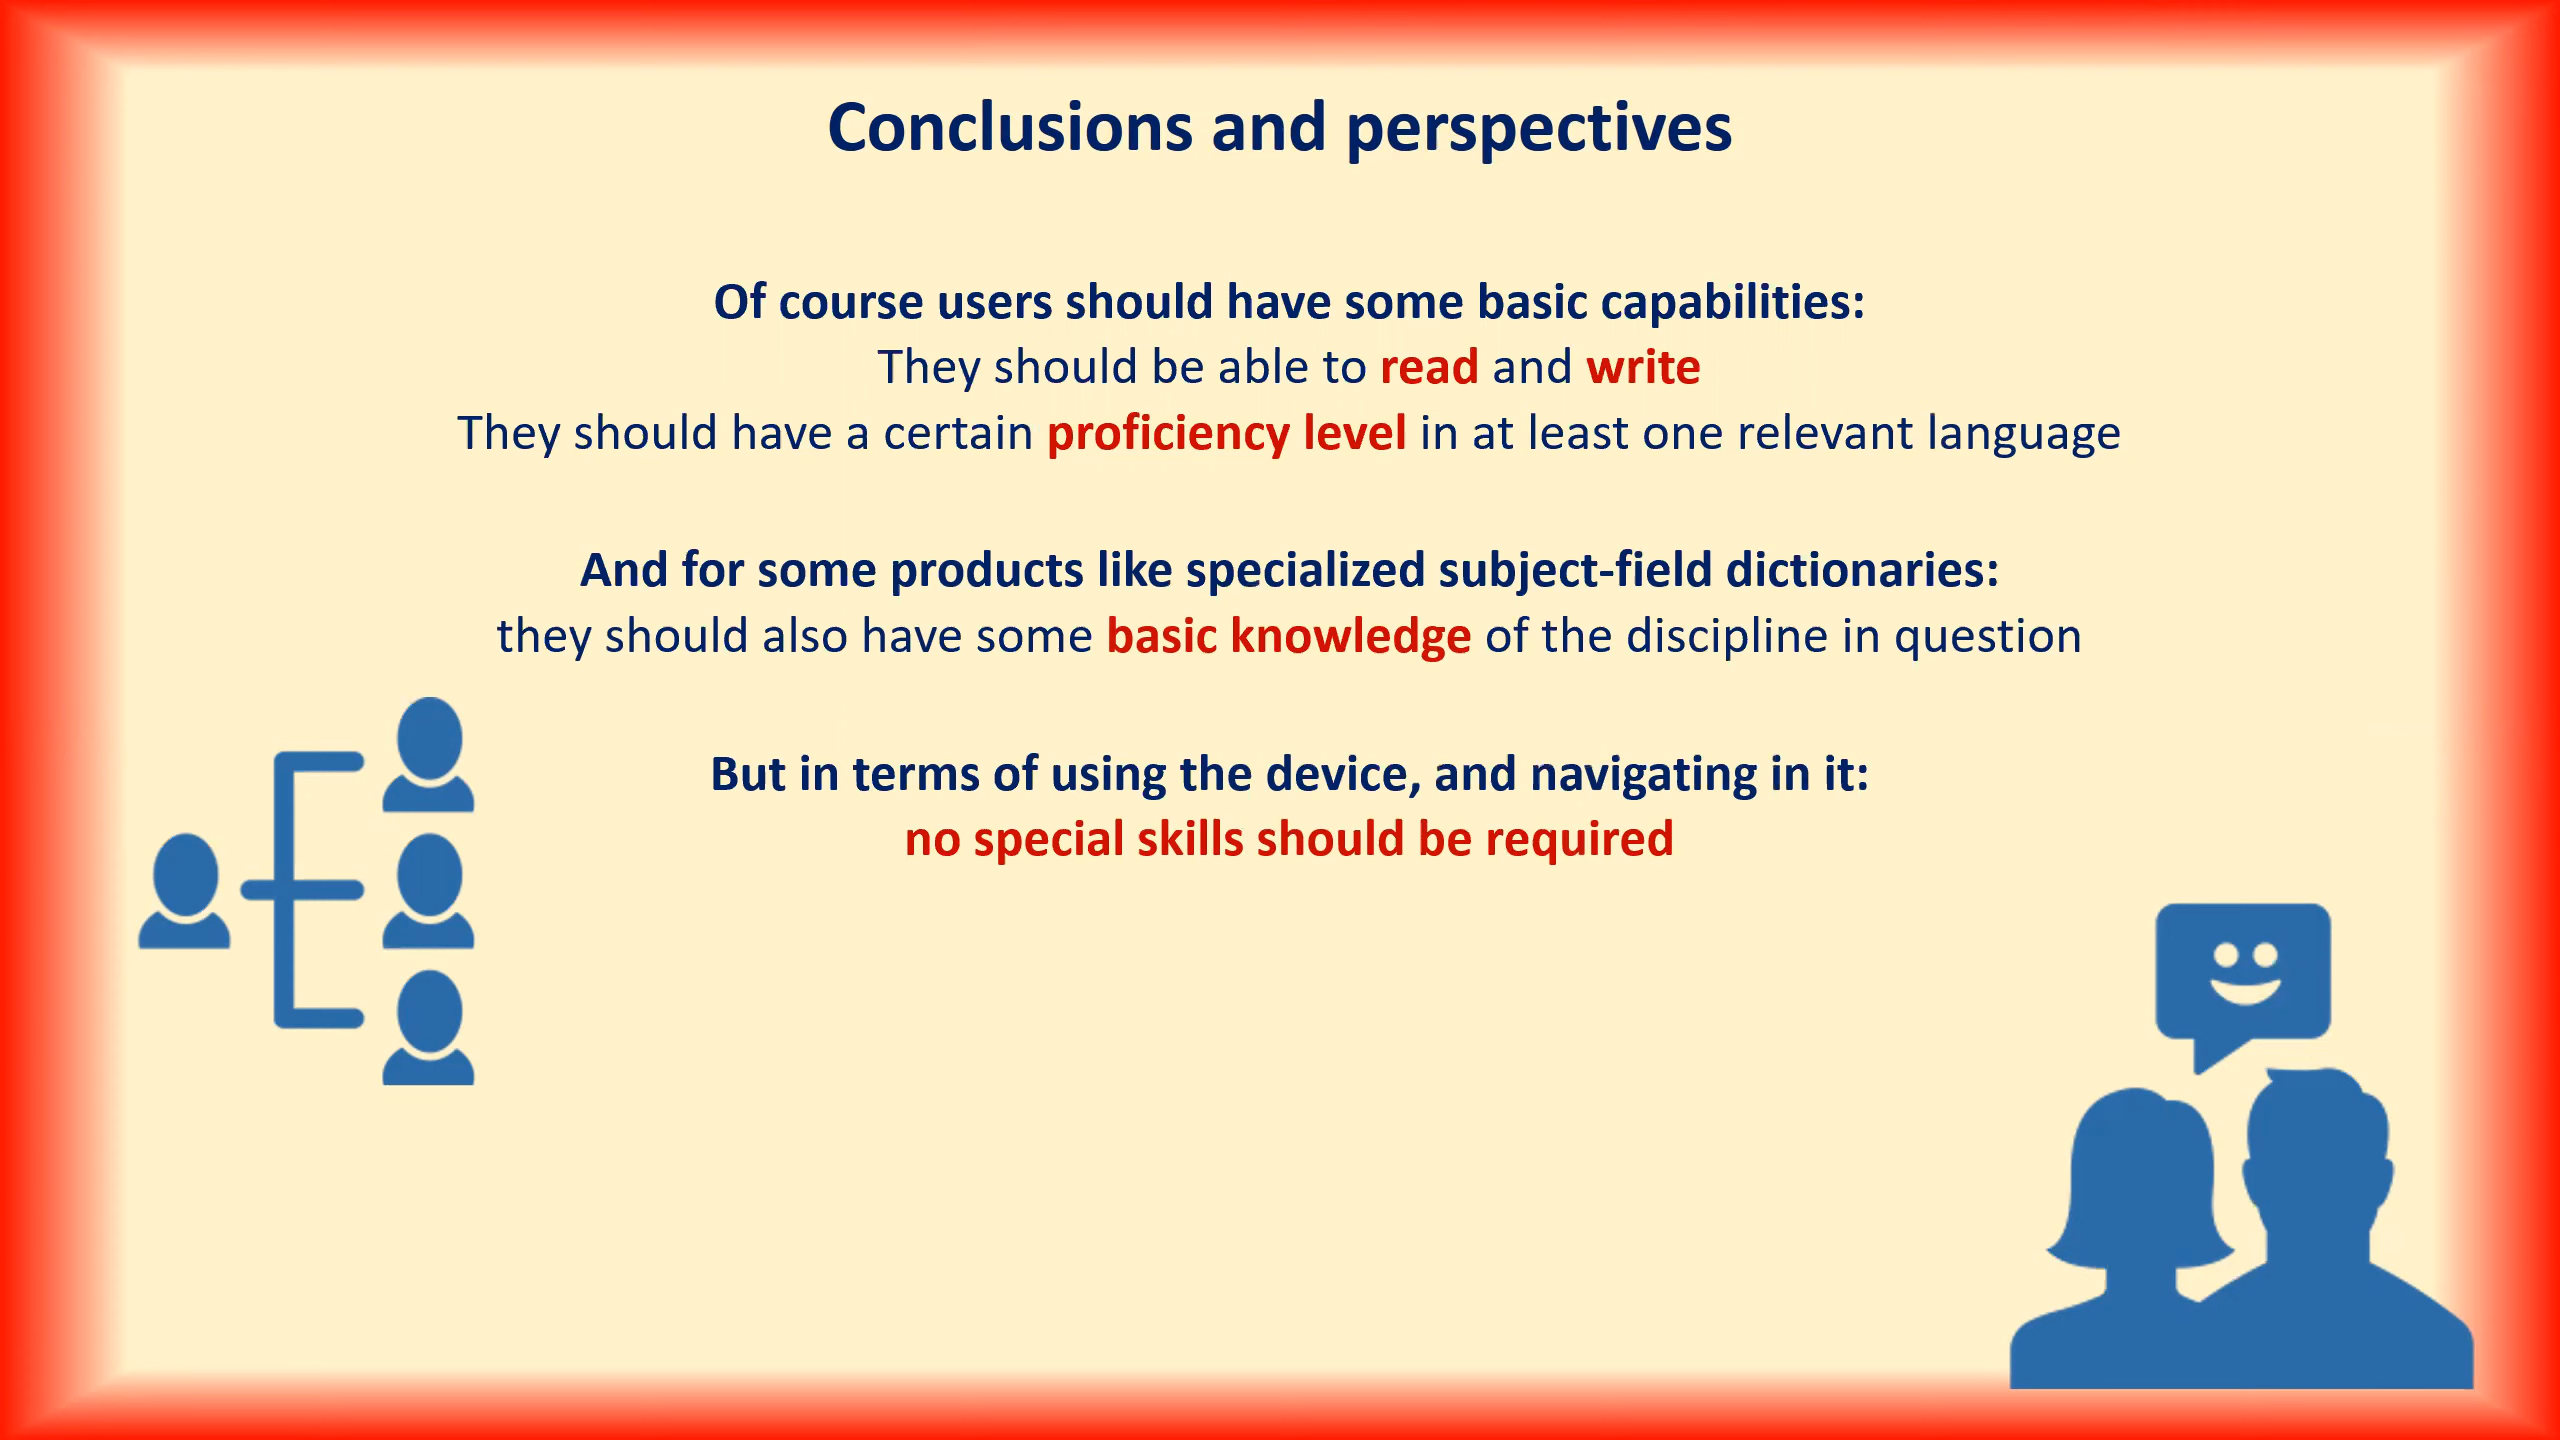 Conclusions and perspectives
Of course users should have some basic capabilities:
They should be able to read and write
They should have a certain proficiency level in at least one relevant language
And for some products like specialized subject-field dictionaries:
they should also have some basic knowledge of the discipline in question
But in terms of using the device, and navigating in it:
no special skills should be required